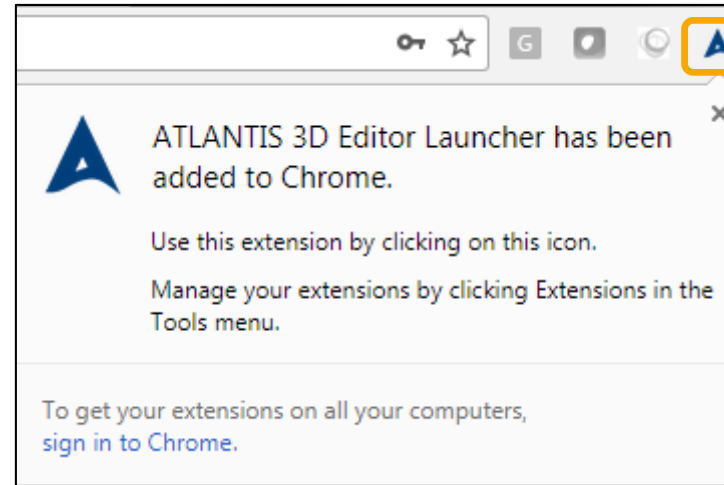 G
ATLANTIS 3D Editor Launcher has been
added to Chrome.
Use this extension by clicking on this icon.
Manage your extensions by clicking Extensions in the
Tools menu.
To get your extensions on all your computers,
sign in to Chrome.